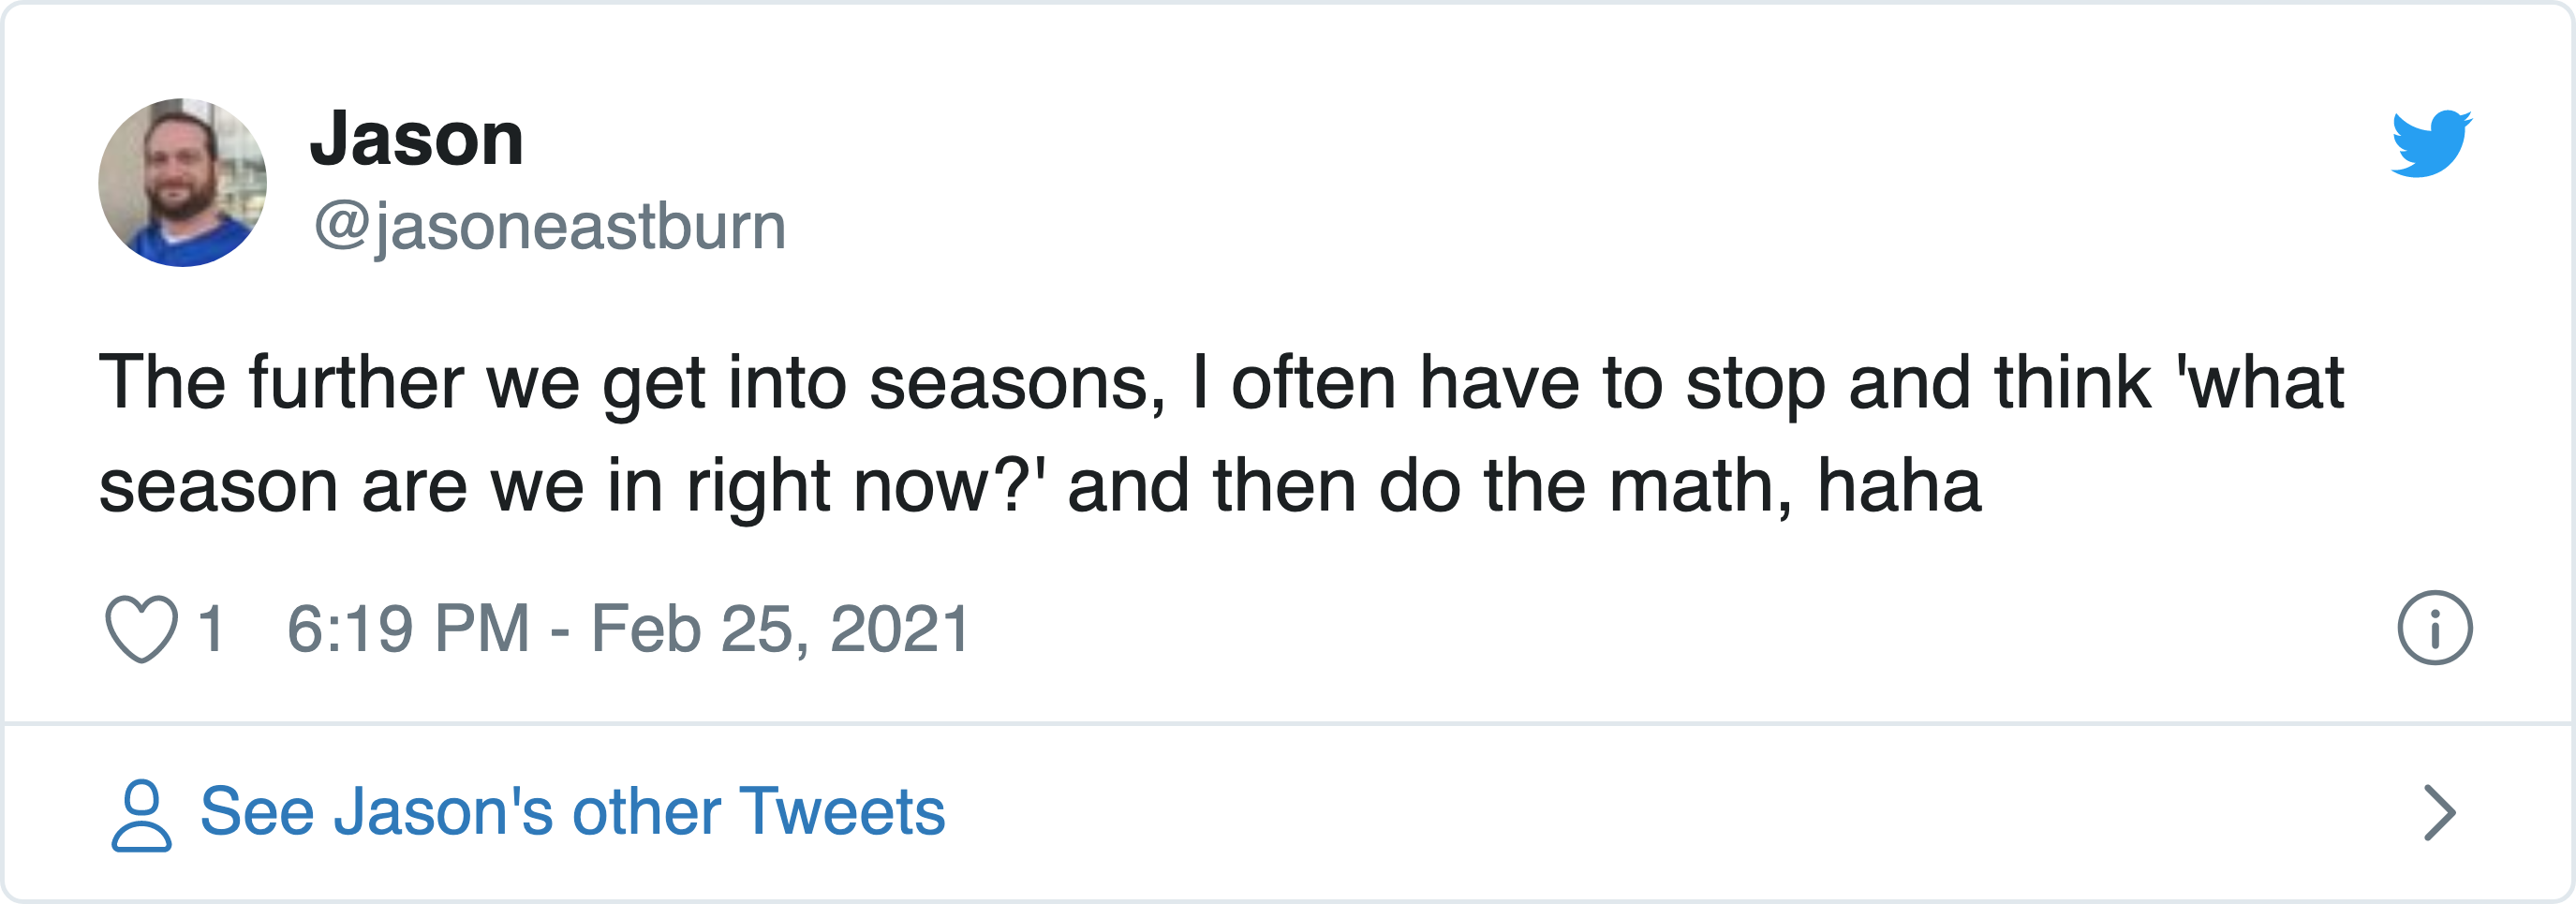 Jason
@jasoneastburn
The further we get into seasons, I often have to stop and think 'what
season are we in right now?' and then do the math, haha
1 6:19 PM - Feb 25, 2021
See Jason's other Tweets